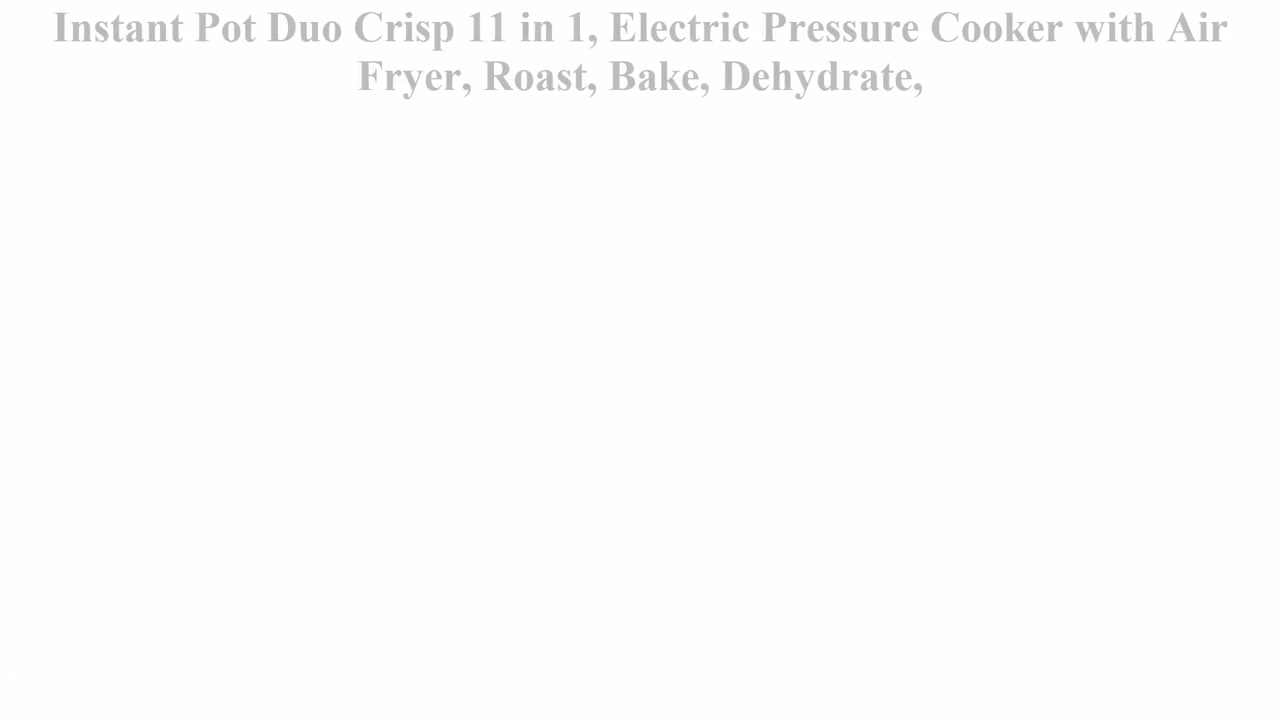 Instant Pot Duo Crisp 11 in 1, Electric Pressure Cooker with Air
Fryer, Roast, Bake, Dehydrate,